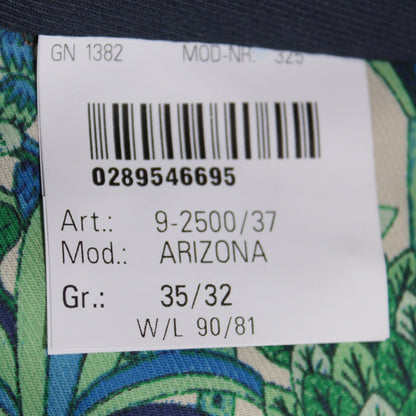 GN 1382 MOD-NR. 325
0289546695
Art.: 9-2500/37
Mod.: ARIZONA
Gr.: 35/32
W/L 90/81